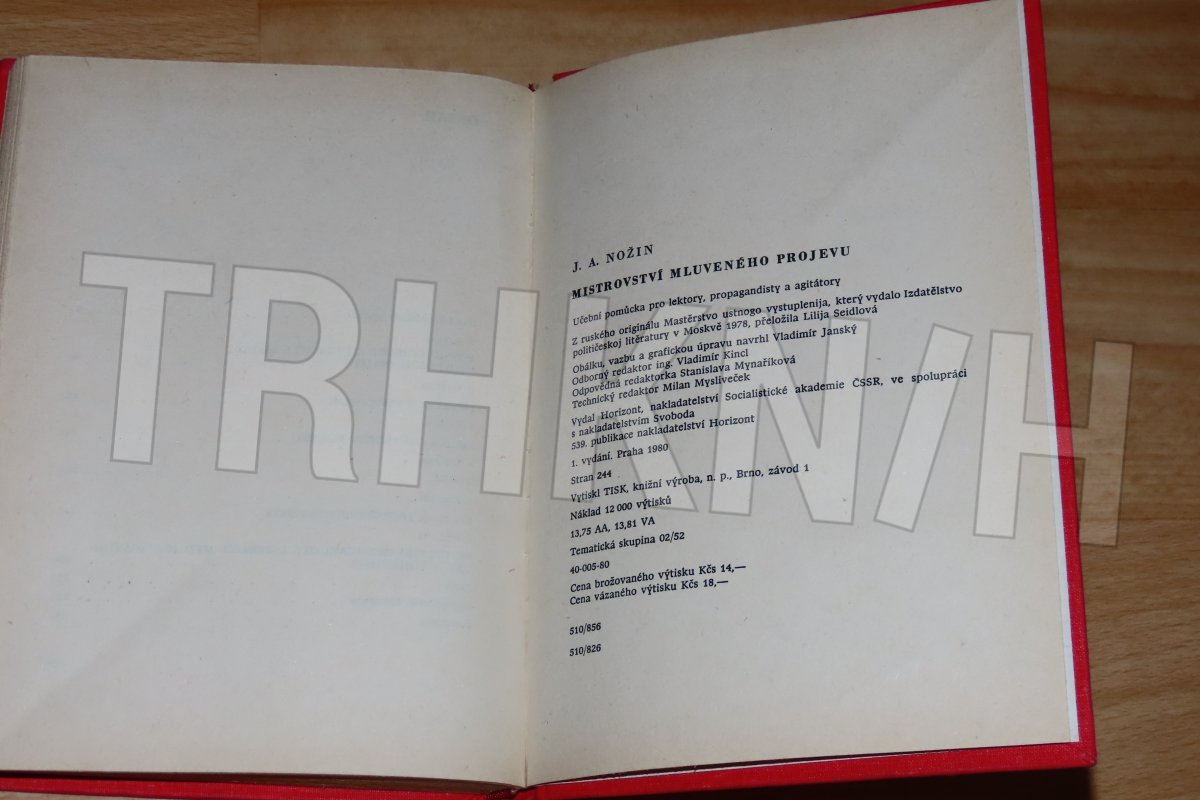 J. A. NOŽIN
MISTROVSTVÍ MLUVENÉHO PROJEVU
Učební pomůcka pro lektory, propagandisty a agitátory
Z ruského originálu Mastěrstvo ustnogo vystuplenija, který vydalo Izdatělstvo
političeskoj litěratury v Moskvě 1978, přeložila Lilija Seidlová
Obálku, vazbu a grafickou úpravu navrhl Vladimír Janský
Odborný redaktor ing. Vladimír Kincl
Odpovědná redaktorka Stanislava Mynaříková
Technický redaktor Milan Mysliveček
Vydal Horizont, nakladatelství Socialistické akademie ČSSR, ve spolupráci
s nakladatelstvím Svoboda
539. publikace nakladatelství Horizont
1. vydání. Praha 1980
Stran 244
Vytiskl TISK, knižní výroba, n. p., Brno, závod 1
Náklad 12 000 výtisků
13,75 AA, 13,81 VA
Tematická skupina 02/52
40-005-80
Cena brožovaného výtisku Kčs 14,—
Cena vázaného výtisku Kčs 18,—
510/856
510/826
TRHKNIH